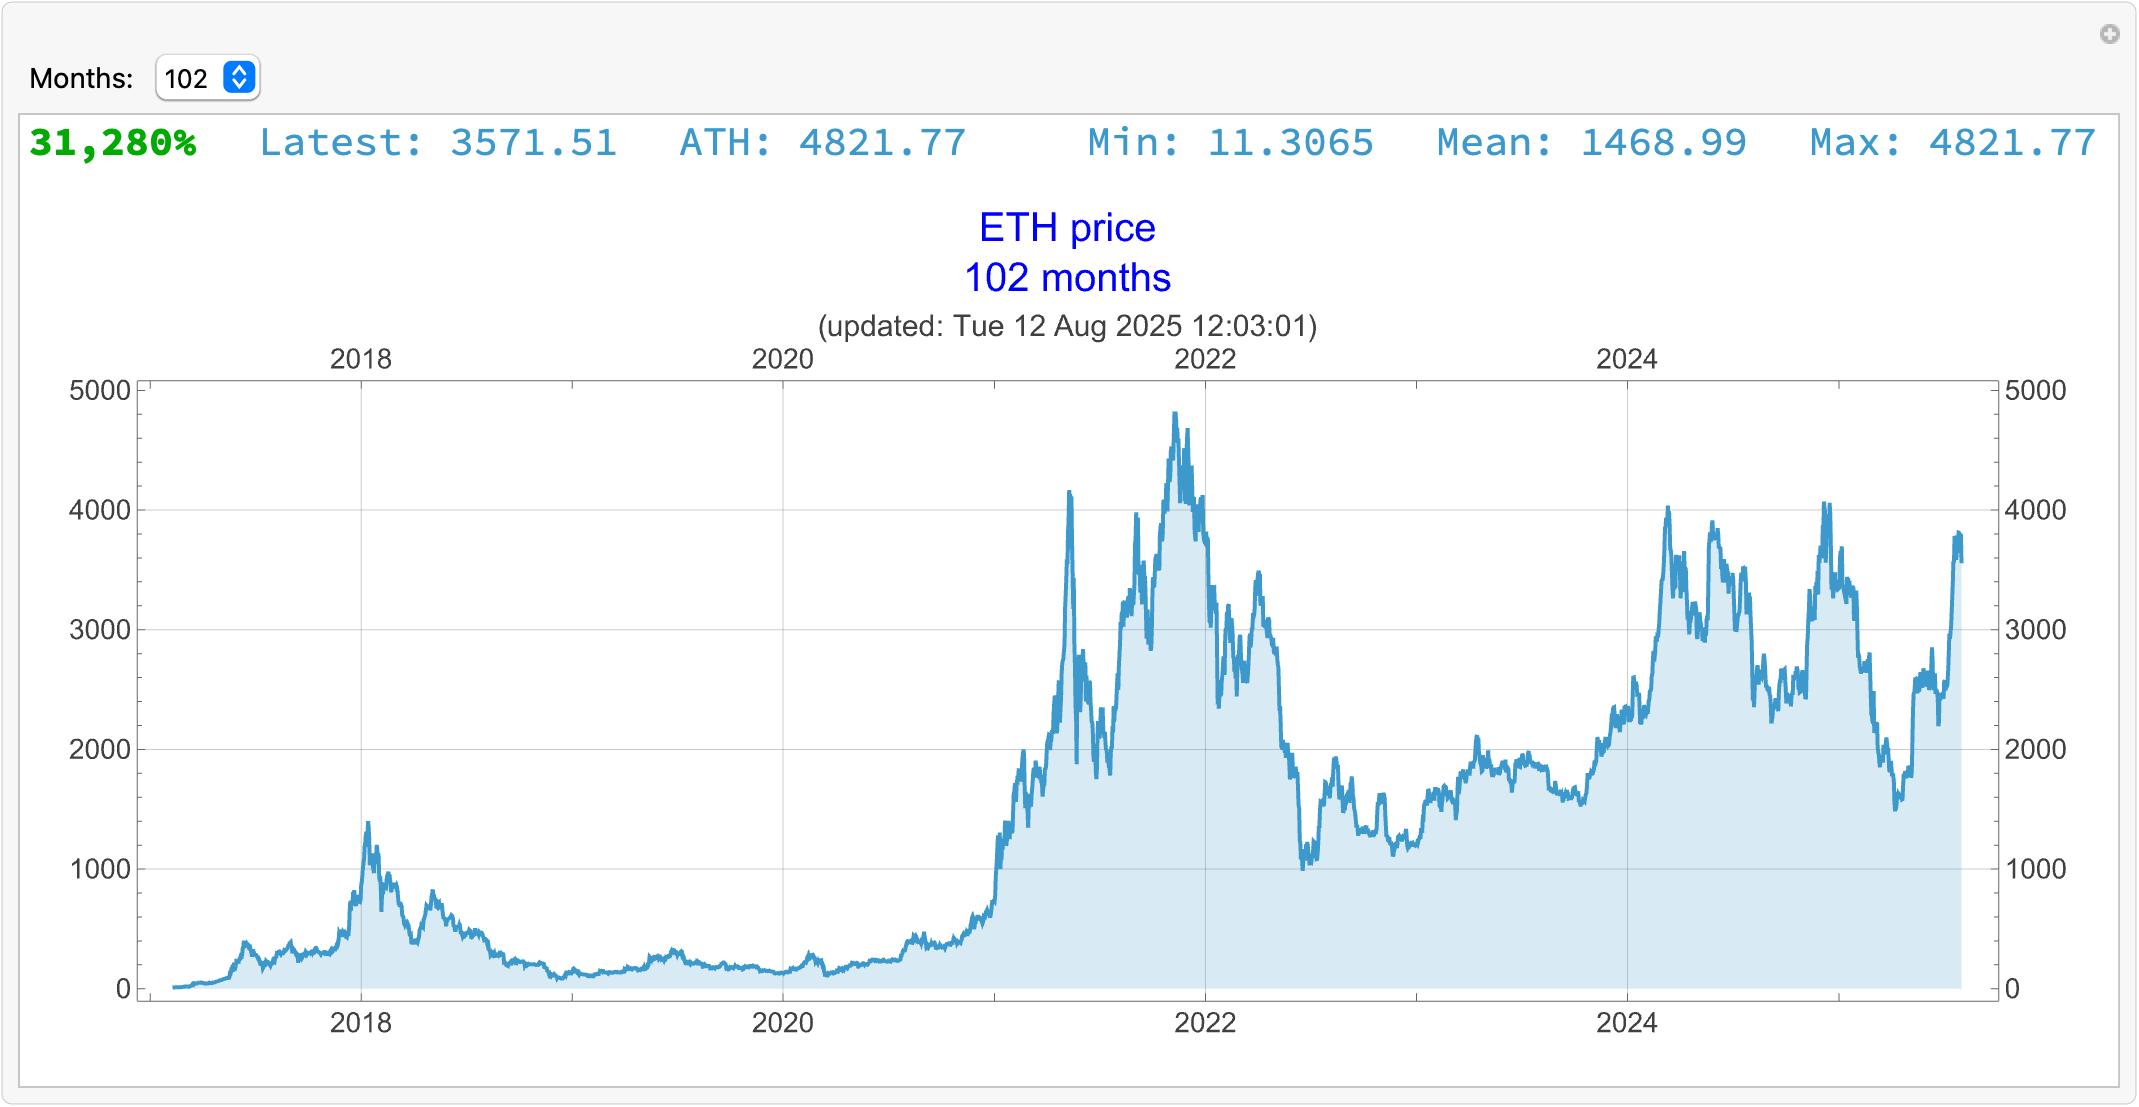 Months: 102
31,280% Latest: 3571.51 ATH: 4821.77 Min: 11.3065 Mean: 1468.99 Max: 4821.77
ETH price
102 months
(updated: Tue 12 Aug 2025 12:03:01)
2018 2020 2022 2024
5000 5000
4000 4000
3000 3000
2000 2000
1000 1000
0 0
2018 2020 2022 2024